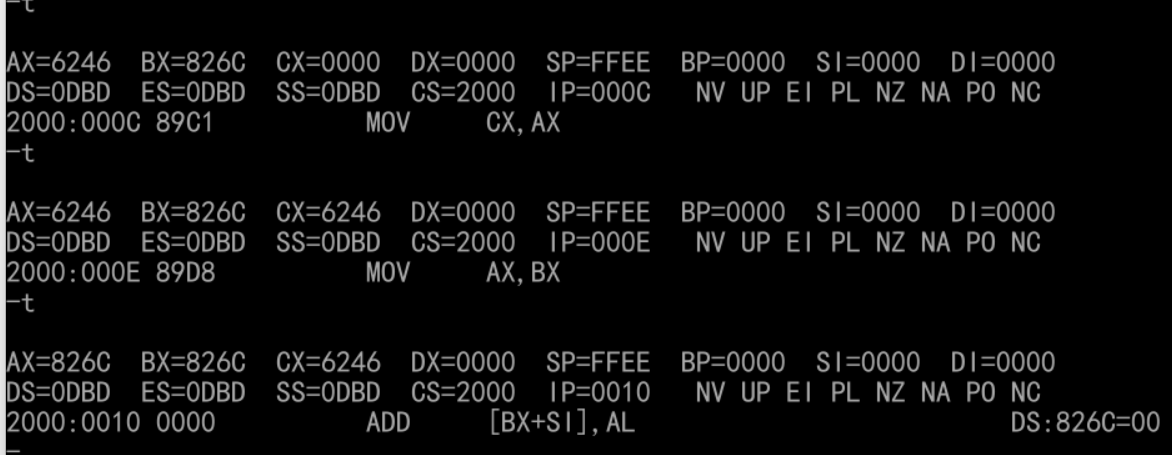 -t
AX=6246 BX=826C CX=0000 DX=0000 SP=FFEE BP=0000 SI=0000 DI=0000
DS=0DBD ES=0DBD SS=0DBD CS=2000 IP=000C NV UP EI PL NZ NA PO NC
2000:000C 89C1 MOV CX,AX
-t
AX=6246 BX=826C CX=6246 DX=0000 SP=FFEE BP=0000 SI=0000 DI=0000
DS=0DBD ES=0DBD SS=0DBD CS=2000 IP=000E NV UP EI PL NZ NA PO NC
2000:000E 89D8 MOV AX,BX
-t
AX=826C BX=826C CX=6246 DX=0000 SP=FFEE BP=0000 SI=0000 DI=0000
DS=0DBD ES=0DBD SS=0DBD CS=2000 IP=0010 NV UP EI PL NZ NA PO NC
2000:0010 0000 ADD [BX+SI],AL DS:826C=00
-